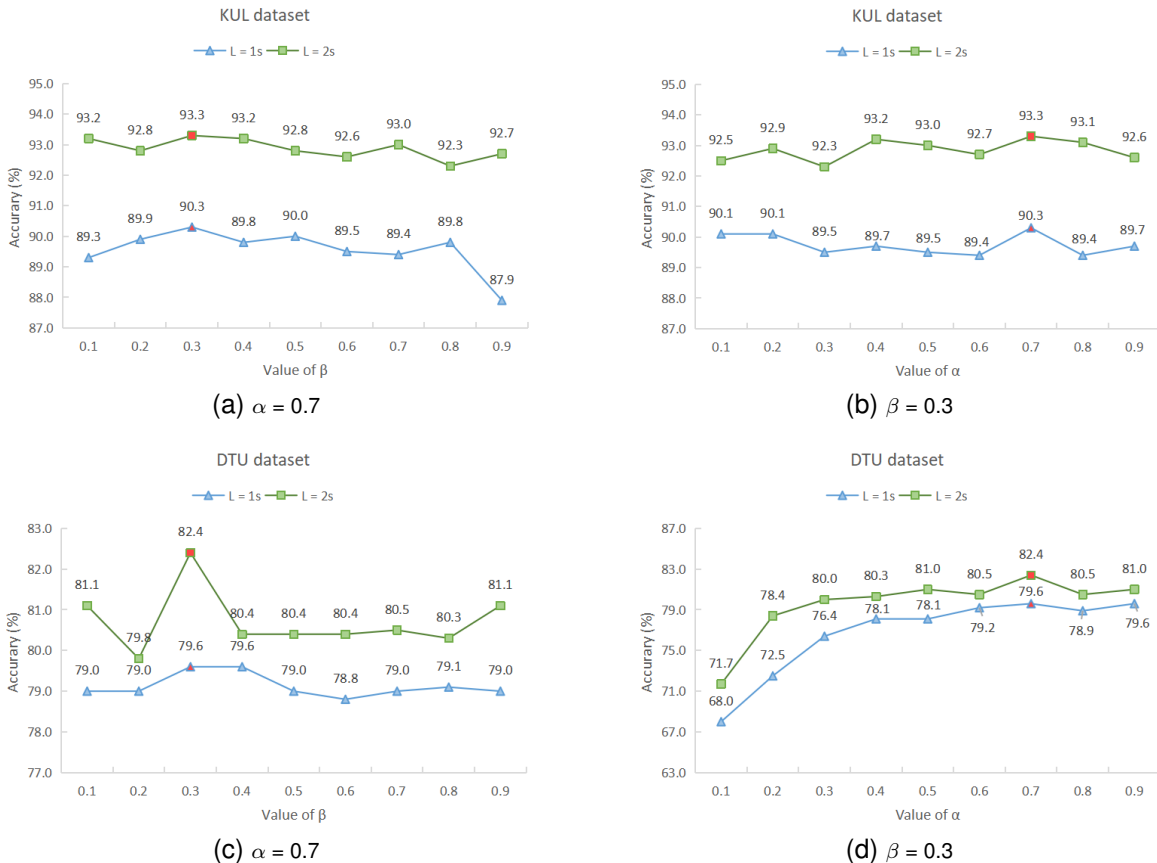 KUL dataset
L = 1s L = 2s
95.0
94.0
93.0
92.0
91.0
90.0
89.0
88.0
87.0
Accurary (%)
93.2 92.8 93.3 93.2 92.8 92.6 93.0 92.3 92.7
89.3 89.9 90.3 89.8 90.0 89.5 89.4 89.8 87.9
0.1 0.2 0.3 0.4 0.5 0.6 0.7 0.8 0.9
Value of β
(a) α = 0.7
KUL dataset
L = 1s L = 2s
95.0
94.0
93.0
92.0
91.0
90.0
89.0
88.0
87.0
Accurary (%)
92.5 92.9 92.3 93.2 93.0 92.7 93.3 93.1 92.6
90.1 90.1 89.5 89.7 89.5 89.4 90.3 89.4 89.7
0.1 0.2 0.3 0.4 0.5 0.6 0.7 0.8 0.9
Value of α
(b) β = 0.3
DTU dataset
L = 1s L = 2s
83.0
82.0
81.0
80.0
79.0
78.0
77.0
Accurary (%)
81.1 79.8 82.4 80.4 80.4 80.4 80.5 80.3 81.1
79.0 79.0 79.6 79.6 79.0 78.8 79.0 79.1 79.0
0.1 0.2 0.3 0.4 0.5 0.6 0.7 0.8 0.9
Value of β
(c) α = 0.7
DTU dataset
L = 1s L = 2s
87.0
83.0
79.0
75.0
71.0
67.0
63.0
Accurary (%)
71.7 78.4 80.0 80.3 81.0 80.5 82.4 80.5 81.0
68.0 72.5 76.4 78.1 78.1 79.2 79.6 78.9 79.6
0.1 0.2 0.3 0.4 0.5 0.6 0.7 0.8 0.9
Value of α
(d) β = 0.3